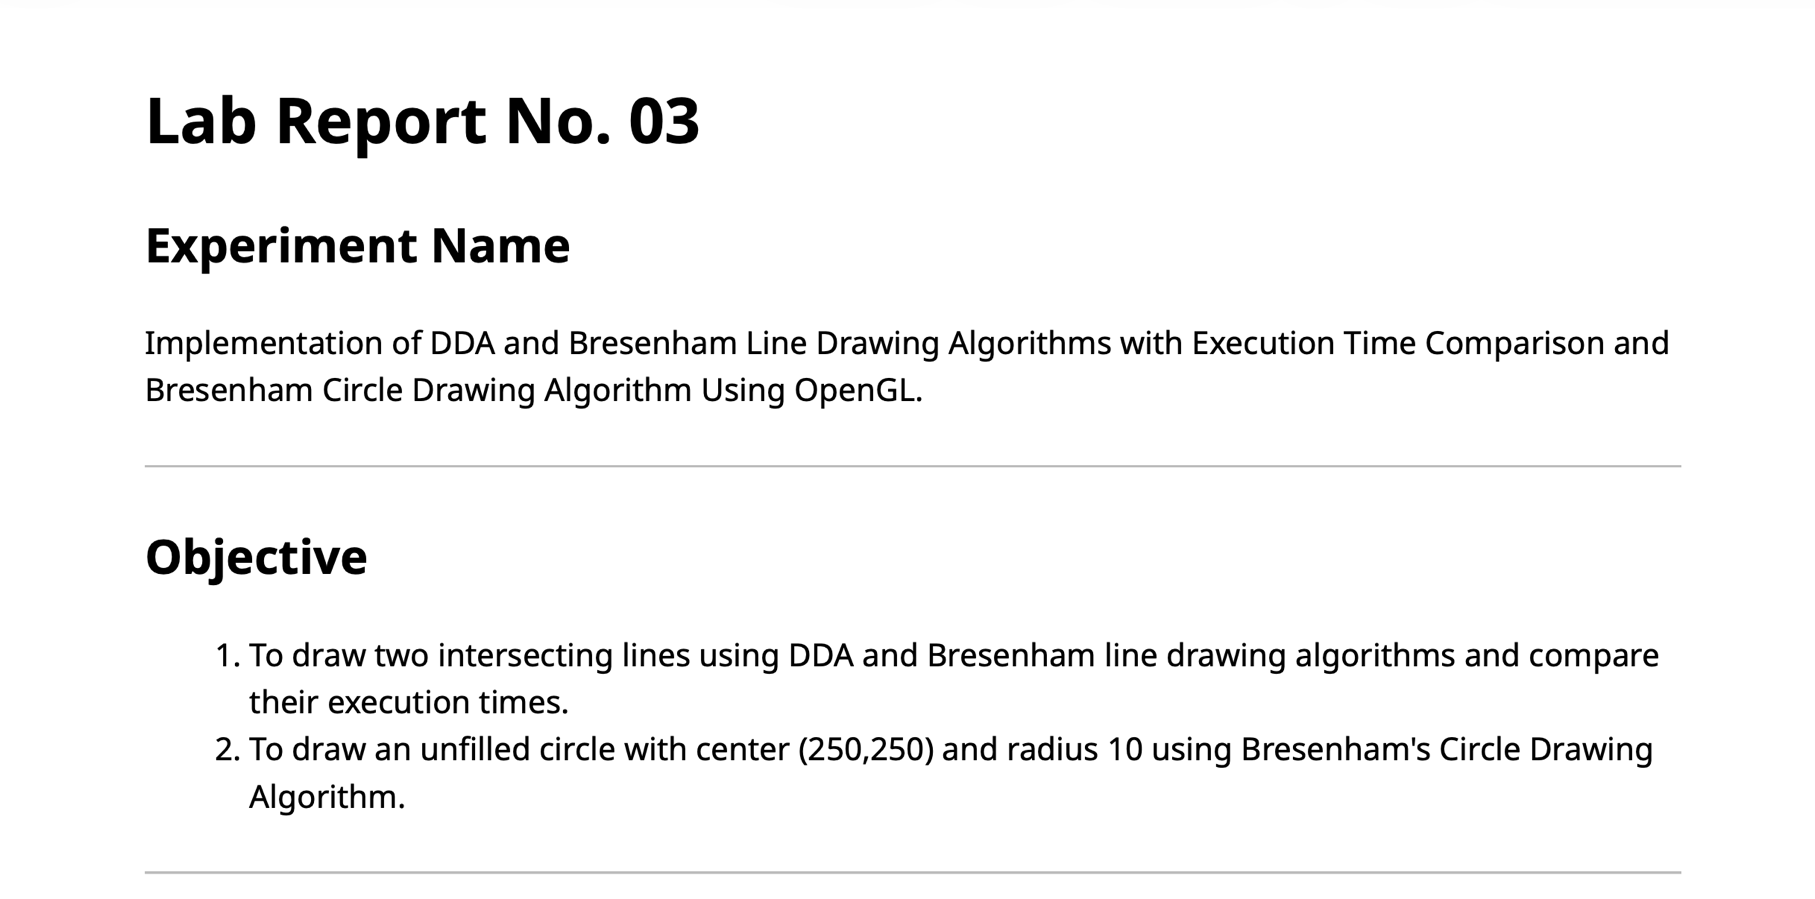 Lab Report No. 03
Experiment Name
Implementation of DDA and Bresenham Line Drawing Algorithms with Execution Time Comparison and
Bresenham Circle Drawing Algorithm Using OpenGL.
Objective
1. To draw two intersecting lines using DDA and Bresenham line drawing algorithms and compare
their execution times.
2. To draw an unfilled circle with center (250,250) and radius 10 using Bresenham's Circle Drawing
Algorithm.